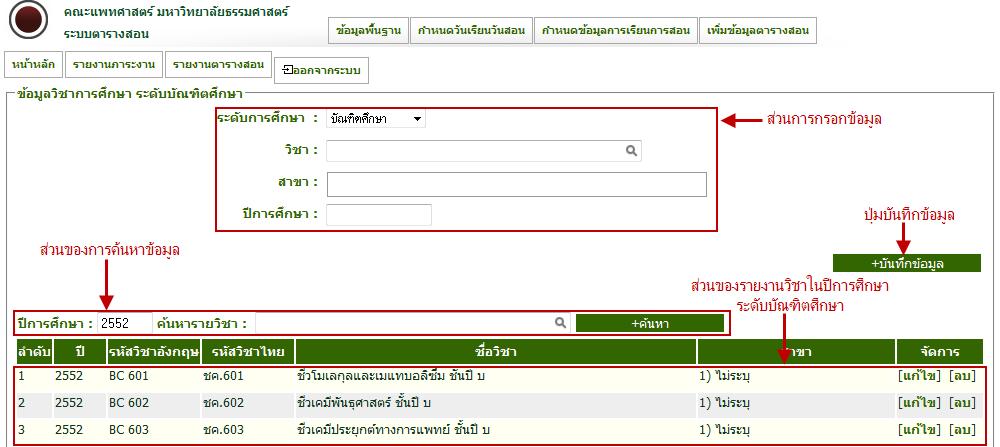 คณะแพทศาสตร์ มหาวิทยาลัยธรรมศาสตร์
ระบบตารางสอน
ข้อมูลพื้นฐาน กำหนดวันเรียนวันสอน กำหนดข้อมูลการเรียนการสอน เพิ่มข้อมูลตารางสอน
หน้าหลัก รายงานภาระงาน รายงานตารางสอน ออกจากระบบ
ข้อมูลวิชาการศึกษา ระดับบัณฑิตศึกษา
ระดับการศึกษา : บัณฑิตศึกษา
ส่วนการกรอกข้อมูล
วิชา :
สาขา :
ปีการศึกษา :
ปุ่มบันทึกข้อมูล
ส่วนของการค้นหาข้อมูล
+บันทึกข้อมูล
ส่วนของรายงานวิชาในปีการศึกษา
ระดับบัณฑิตศึกษา
ปีการศึกษา : 2552 ค้นหารายวิชา : +ค้นหา
ลำดับ ปี รหัสวิชาอังกฤษ รหัสวิชาไทย ชื่อวิชา สาขา จัดการ
1 2552 BC 601 ชค.601 ชีวโมเลกุลและเมแทบอลิซึม ชั้นปี บ 1) ไม่ระบุ [แก้ไข] [ลบ]
2 2552 BC 602 ชค.602 ชีวเคมีพันธุศาสตร์ ชั้นปี บ 1) ไม่ระบุ [แก้ไข] [ลบ]
3 2552 BC 603 ชค.603 ชีวเคมีประยุกต์ทางการแพทย์ ชั้นปี บ 1) ไม่ระบุ [แก้ไข] [ลบ]